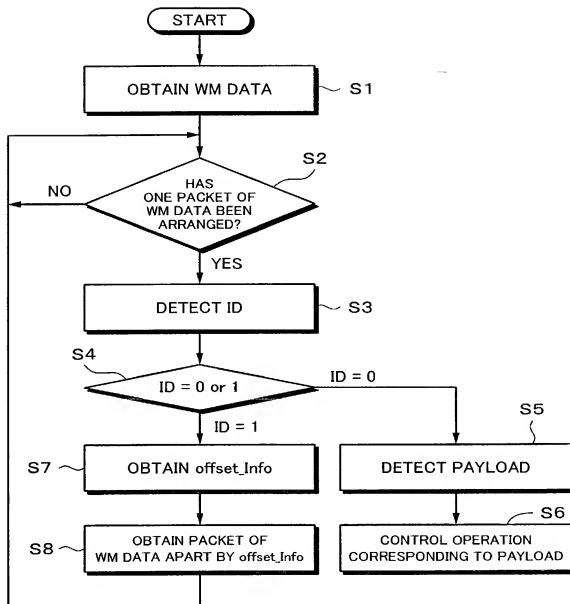 START
OBTAIN WM DATA
S1
S2
HAS
ONE PACKET OF
WM DATA BEEN
ARRANGED?
NO
YES
DETECT ID
S3
S4
ID = 0 or 1
ID = 0
ID = 1
S7
OBTAIN offset_Info
S5
DETECT PAYLOAD
S8
OBTAIN PACKET OF
WM DATA APART BY offset_Info
S6
CONTROL OPERATION
CORRESPONDING TO PAYLOAD